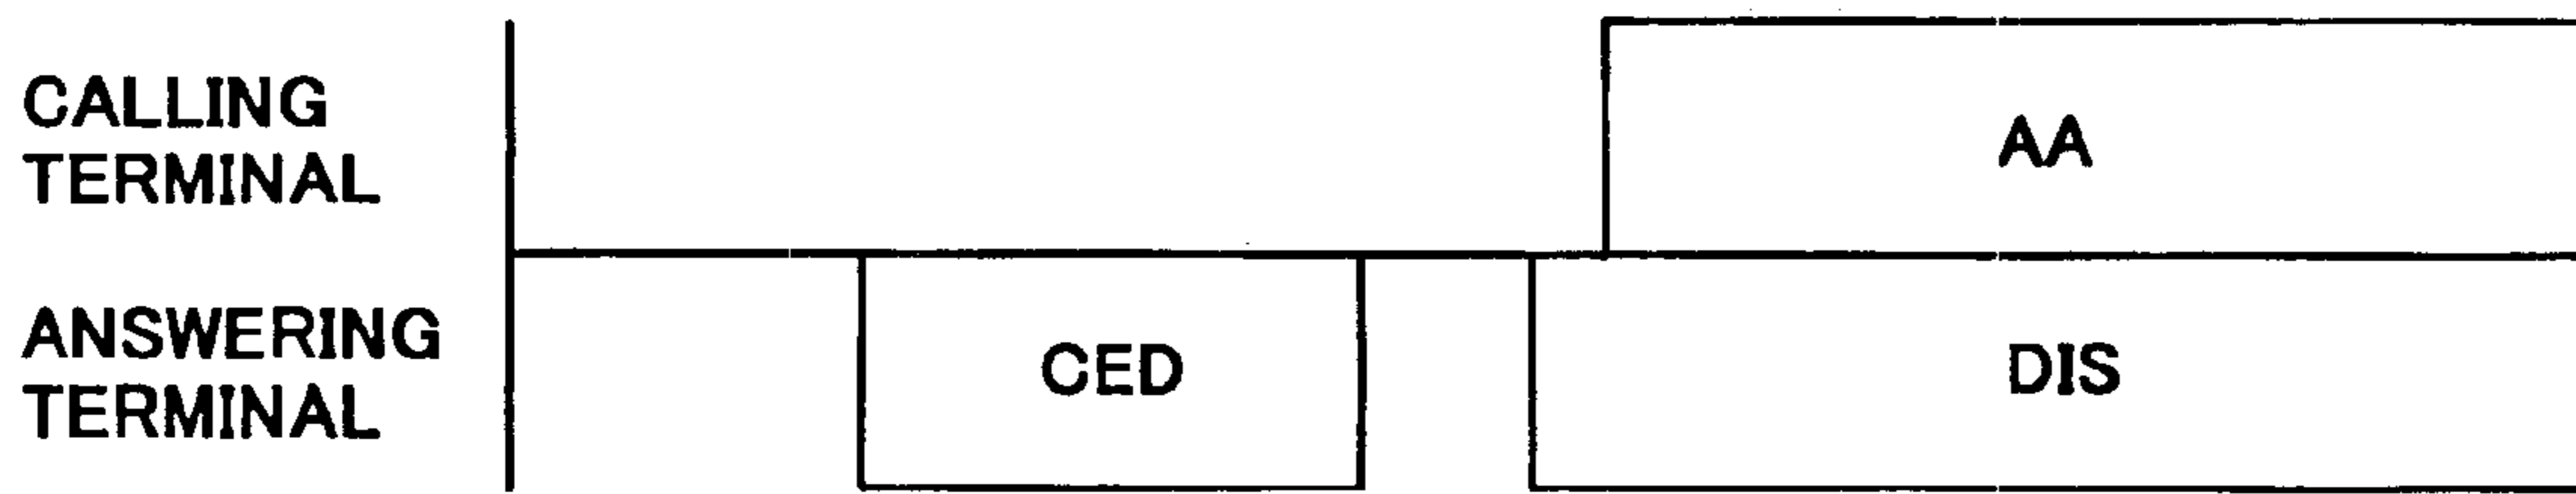 CALLING
TERMINAL
AA
ANSWERING
TERMINAL
CED
DIS